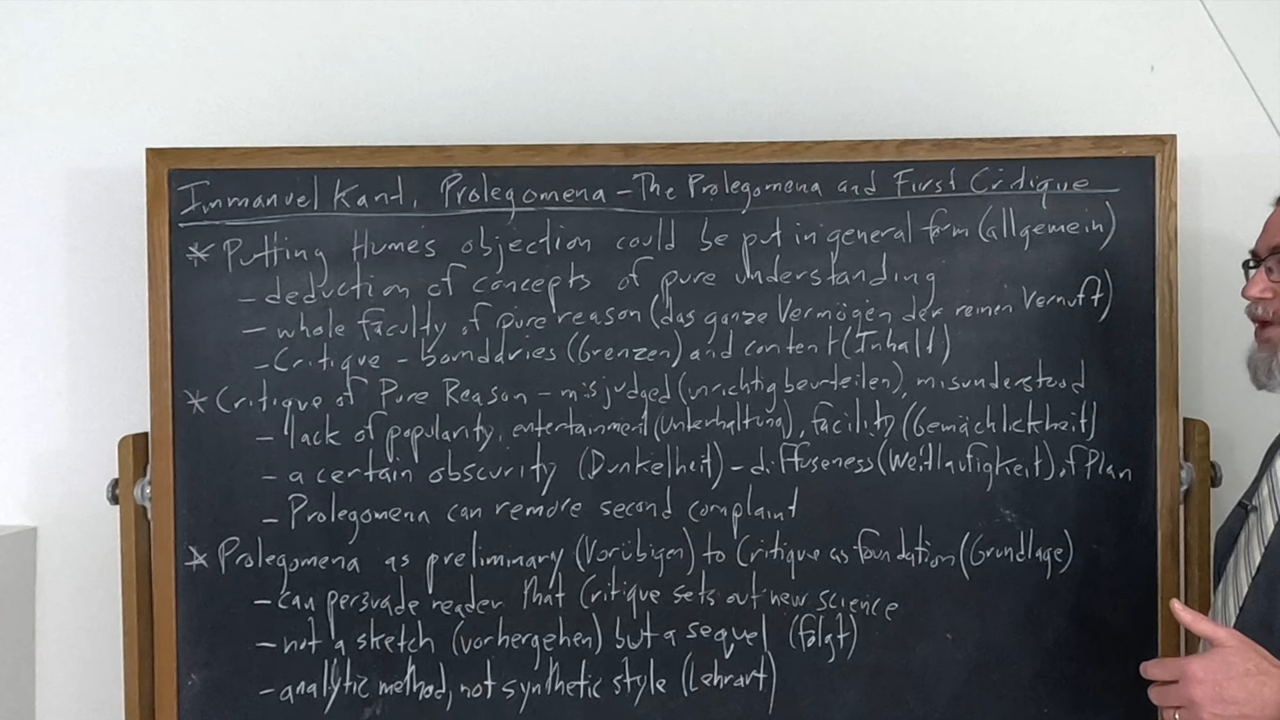 Immanuel Kant, Prolegomena - The Prolegomena and First Critique
* Putting Hume's objection could be put in general form (allgemein)
- deduction of concepts of pure understanding
- whole faculty of pure reason (das ganze Vermögen der reinen Vernuft)
- Critique - boundaries (Grenzen) and content (Inhalt)
* Critique of Pure Reason - misjudged (unrichtig beurteilen), misunderstood
- lack of popularity, entertainment (Unterhaltung), facility (Gemächlichkeit)
- a certain obscurity (Dunkelheit) - diffuseness (Weitlaufigkeit) of Plan
- Prolegomena can remove second complaint
* Prolegomena as preliminary (Vorübigen) to Critique as foundation (Grundlage)
- can persuade reader that Critique sets out new science
- not a sketch (vorhergehen) but a sequel (folgt)
- analytic method, not synthetic style (Lehrart)